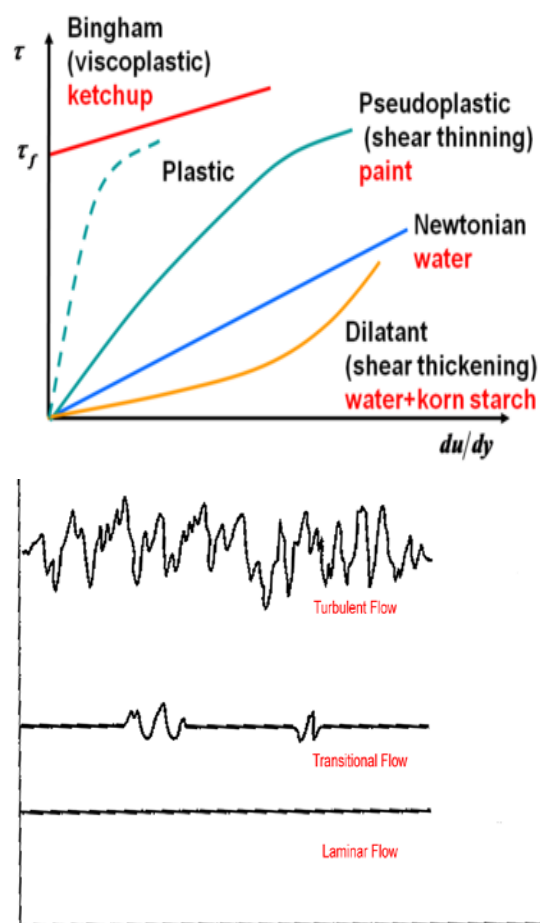 τ
Bingham
(viscoplastic)
ketchup
τf
Plastic
Pseudoplastic
(shear thinning)
paint
Newtonian
water
Dilatant
(shear thickening)
water+korn starch
du/dy
Turbulent Flow
Transitional Flow
Laminar Flow